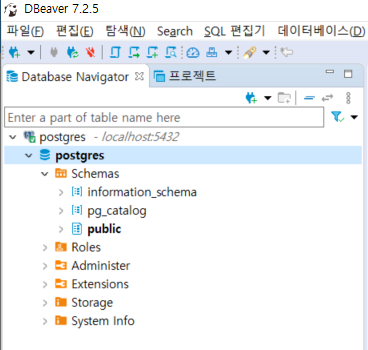 DBeaver 7.2.5
파일(F) 편집(E) 탐색(N) Search SQL 편집기 데이터베이스(D)
Database Navigator 프로젝트
Enter a part of table name here
postgres - localhost:5432
postgres
Schemas
information_schema
pg_catalog
public
Roles
Administer
Extensions
Storage
System Info